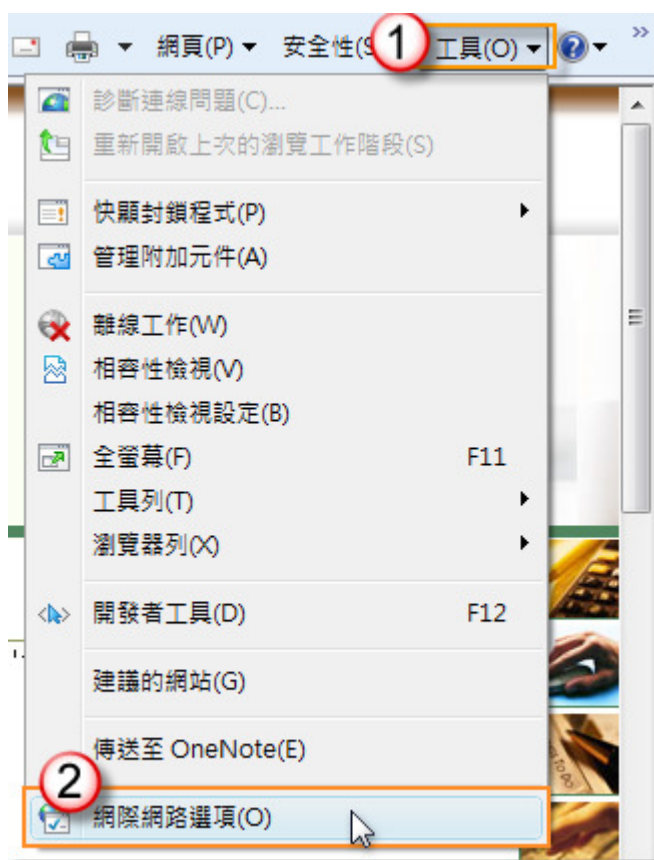 網頁(P) 安全性(S 1 工具(O)
診斷連線問題(C)...
重新開啟上次的瀏覽工作階段(S)
快顯封鎖程式(P)
管理附加元件(A)
離線工作(W)
相容性檢視(V)
相容性檢視設定(B)
全螢幕(F) F11
工具列(T)
瀏覽器列(X)
開發者工具(D) F12
建議的網站(G)
傳送至 OneNote(E)
2
網際網路選項(O)
TO DO